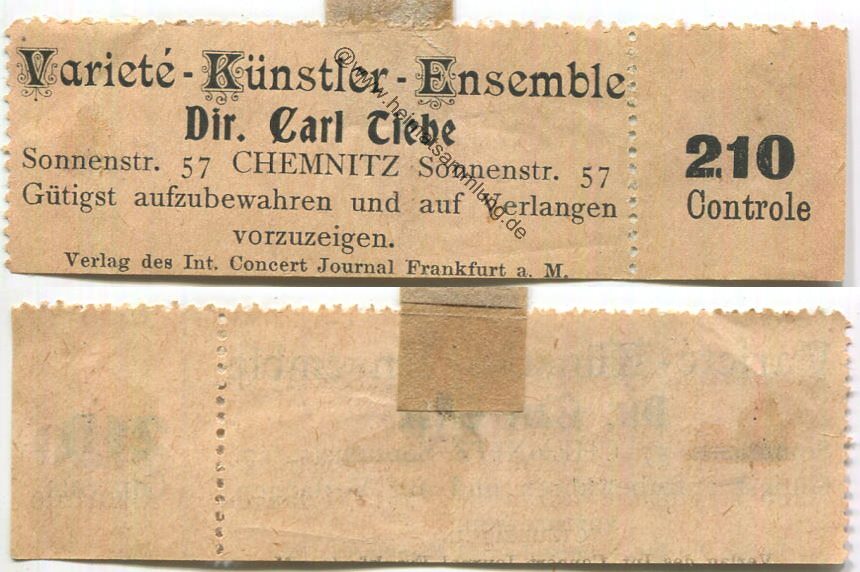 Varieté-Künstler-Ensemble
Dir. Carl Tiebe
Sonnenstr. 57 CHEMNITZ Sonnenstr. 57
Gütigst aufzubewahren und auf Verlangen
vorzuzeigen.
Verlag des Int. Concert Journal Frankfurt a. M.
210
Controle
@www.heimatsammlung.de